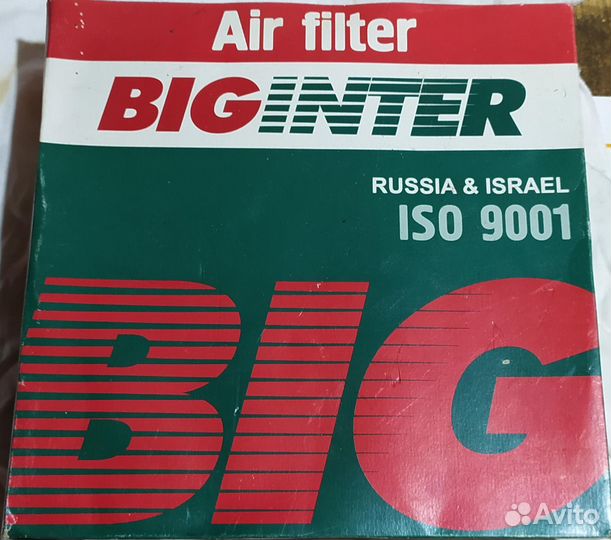 Air filter
BIGINTER
RUSSIA & ISRAEL
ISO 9001
BIG
Avito